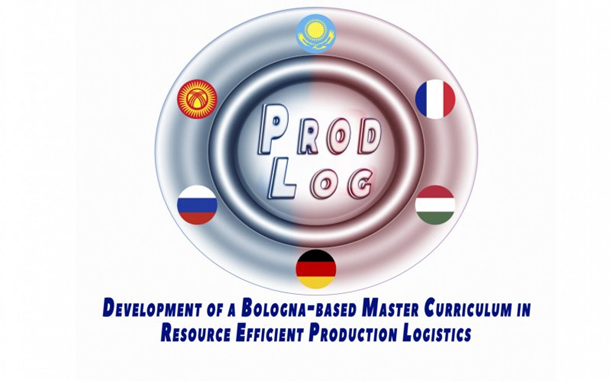 PROD
LOG
DEVELOPMENT OF A BOLOGNA-BASED MASTER CURRICULUM IN
RESOURCE EFFICIENT PRODUCTION LOGISTICS